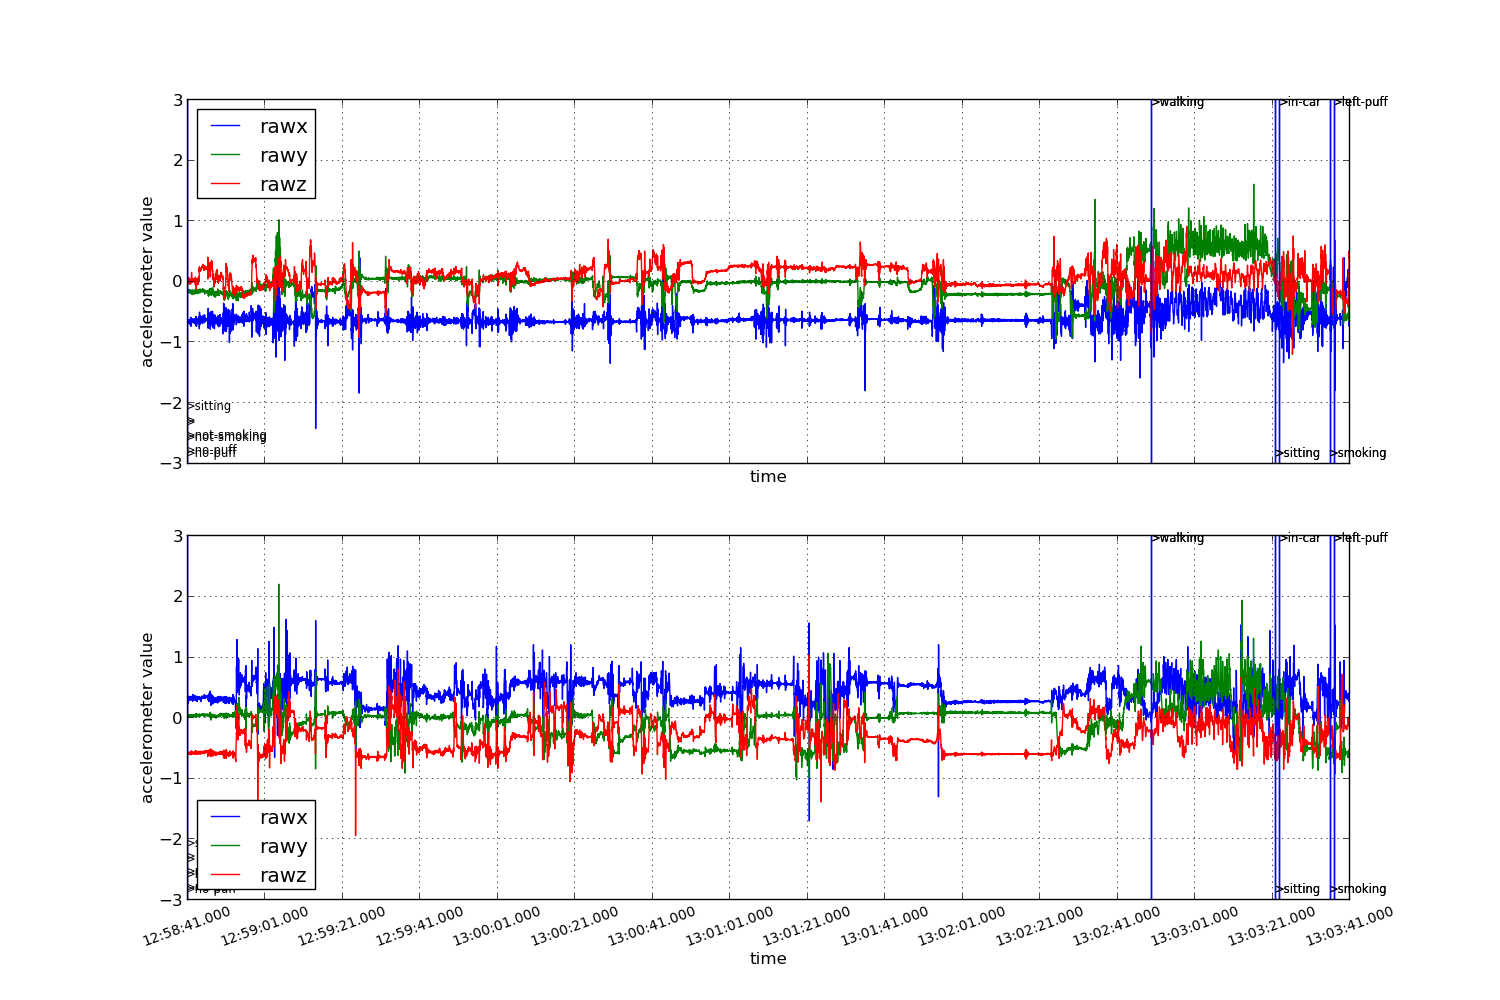 3
2
1
0
−1
−2
−3
accelerometer value
rawx
rawy
rawz
>walking
>in-car
>left-puff
>sitting
>
>not-smoking
>no-puff
>sitting
>smoking
time
3
2
1
0
−1
−2
−3
accelerometer value
>walking
>in-car
>left-puff
rawx
rawy
rawz
>sitting
>smoking
12:58:41.000
12:59:01.000
12:59:21.000
12:59:41.000
13:00:01.000
13:00:21.000
13:00:41.000
13:01:01.000
13:01:21.000
13:01:41.000
13:02:01.000
13:02:21.000
13:02:41.000
13:03:01.000
13:03:21.000
13:03:41.000
time